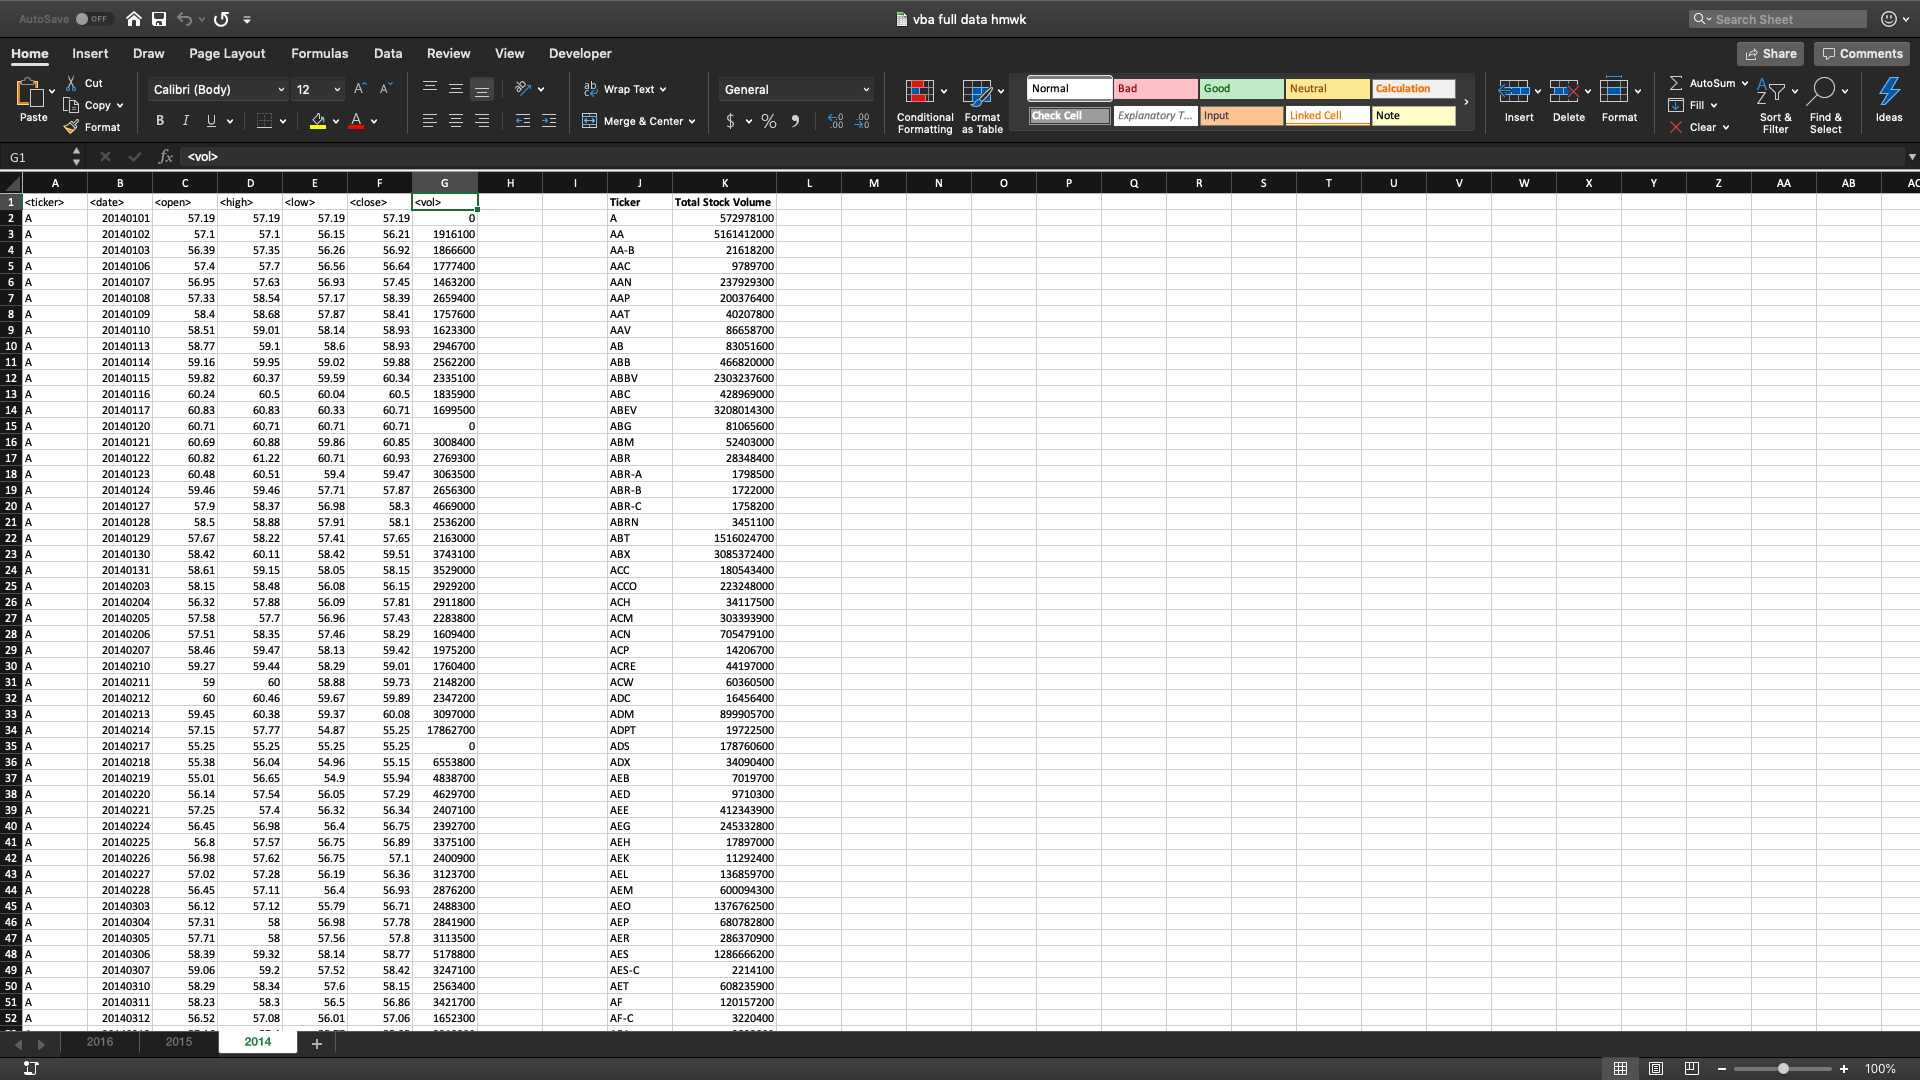 AutoSave OFF vba full data hmwk Search Sheet
Home Insert Draw Page Layout Formulas Data Review View Developer Share Comments
Paste Cut Copy Format Calibri (Body) 12 A A Wrap Text General Conditional Formatting Format as Table Normal Bad Good Neutral Calculation Insert Delete Format AutoSum Fill Clear Sort & Filter Find & Select Ideas
B I U A Merge & Center $ % Check Cell Explanatory T... Input Linked Cell Note
G1 fx <vol>
A B C D E F G H I J K L M N O P Q R S T U V W X Y Z AA AB AC
1 <ticker> <date> <open> <high> <low> <close> <vol> Ticker Total Stock Volume
2 A 20140101 57.19 57.19 57.19 57.19 0 A 572978100
3 A 20140102 57.1 57.1 56.15 56.21 1916100 AA 5161412000
4 A 20140103 56.39 57.35 56.26 56.92 1866600 AA-B 21618200
5 A 20140106 57.4 57.7 56.56 56.64 1777400 AAC 9789700
6 A 20140107 56.95 57.63 56.93 57.45 1463200 AAN 237929300
7 A 20140108 57.33 58.54 57.17 58.39 2659400 AAP 200376400
8 A 20140109 58.4 58.68 57.87 58.41 1757600 AAT 40207800
9 A 20140110 58.51 59.01 58.14 58.93 1623300 AAV 86658700
10 A 20140113 58.77 59.1 58.6 58.93 2946700 AB 83051600
11 A 20140114 59.16 59.95 59.02 59.88 2562200 ABB 466820000
12 A 20140115 59.82 60.37 59.59 60.34 2335100 ABBV 2303237600
13 A 20140116 60.24 60.5 60.04 60.5 1835900 ABC 428969000
14 A 20140117 60.83 60.83 60.33 60.71 1699500 ABEV 3208014300
15 A 20140120 60.71 60.71 60.71 60.71 0 ABG 81065600
16 A 20140121 60.69 60.88 59.86 60.85 3008400 ABM 52403000
17 A 20140122 60.82 61.22 60.71 60.93 2769300 ABR 28348400
18 A 20140123 60.48 60.51 59.4 59.47 3063500 ABR-A 1798500
19 A 20140124 59.46 59.46 57.71 57.87 2656300 ABR-B 1722000
20 A 20140127 57.9 58.37 56.98 58.3 4669000 ABR-C 1758200
21 A 20140128 58.5 58.88 57.91 58.1 2536200 ABRN 3451100
22 A 20140129 57.67 58.22 57.41 57.65 2163000 ABT 1516024700
23 A 20140130 58.42 60.11 58.42 59.51 3743100 ABX 3085372400
24 A 20140131 58.61 59.15 58.05 58.15 3529000 ACC 180543400
25 A 20140203 58.15 58.48 56.08 56.15 2929200 ACCO 223248000
26 A 20140204 56.32 57.88 56.09 57.81 2911800 ACH 34117500
27 A 20140205 57.58 57.7 56.96 57.43 2283800 ACM 303393900
28 A 20140206 57.51 58.35 57.46 58.29 1609400 ACN 705479100
29 A 20140207 58.46 59.47 58.13 59.42 1975200 ACP 14206700
30 A 20140210 59.27 59.44 58.29 59.01 1760400 ACRE 44197000
31 A 20140211 59 60 58.88 59.73 2148200 ACW 60360500
32 A 20140212 60 60.46 59.67 59.89 2347200 ADC 16456400
33 A 20140213 59.45 60.38 59.37 60.08 3097000 ADM 899905700
34 A 20140214 57.15 57.77 54.87 55.25 17862700 ADPT 19722500
35 A 20140217 55.25 55.25 55.25 55.25 0 ADS 178760600
36 A 20140218 55.38 56.04 54.96 55.15 6553800 ADX 34090400
37 A 20140219 55.01 56.65 54.9 55.94 4838700 AEB 7019700
38 A 20140220 56.14 57.54 56.05 57.29 4629700 AED 9710300
39 A 20140221 57.25 57.4 56.32 56.34 2407100 AEE 412343900
40 A 20140224 56.45 56.98 56.4 56.75 2392700 AEG 245332800
41 A 20140225 56.8 57.57 56.75 56.89 3375100 AEH 17897000
42 A 20140226 56.98 57.62 56.75 57.1 2400900 AEK 11292400
43 A 20140227 57.02 57.28 56.19 56.36 3123700 AEL 136859700
44 A 20140228 56.45 57.11 56.4 56.93 2876200 AEM 600094300
45 A 20140303 56.12 57.12 55.79 56.71 2488300 AEO 1376762500
46 A 20140304 57.31 58 56.98 57.78 2841900 AEP 680782800
47 A 20140305 57.71 58 57.56 57.8 3113500 AER 286370900
48 A 20140306 58.39 59.32 58.14 58.77 5178800 AES 1286666200
49 A 20140307 59.06 59.2 57.52 58.42 3247100 AES-C 2214100
50 A 20140310 58.29 58.34 57.6 58.15 2563400 AET 608235900
51 A 20140311 58.23 58.3 56.5 56.86 3421700 AF 120157200
52 A 20140312 56.52 57.08 56.01 57.06 1652300 AF-C 3220400
2016 2015 2014
100%